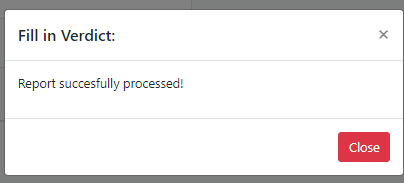 Fill in Verdict:
×
Report succesfully processed!
Close